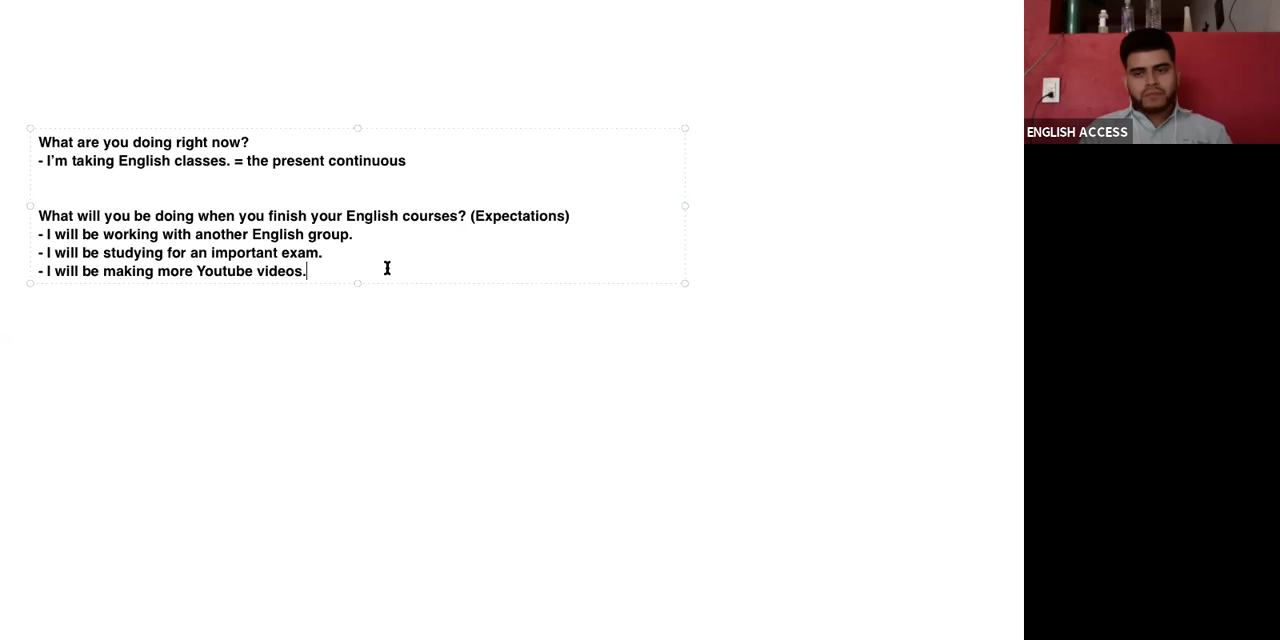 What are you doing right now?
- I'm taking English classes. = the present continuous
What will you be doing when you finish your English courses? (Expectations)
- I will be working with another English group.
- I will be studying for an important exam.
- I will be making more Youtube videos.
ENGLISH ACCESS